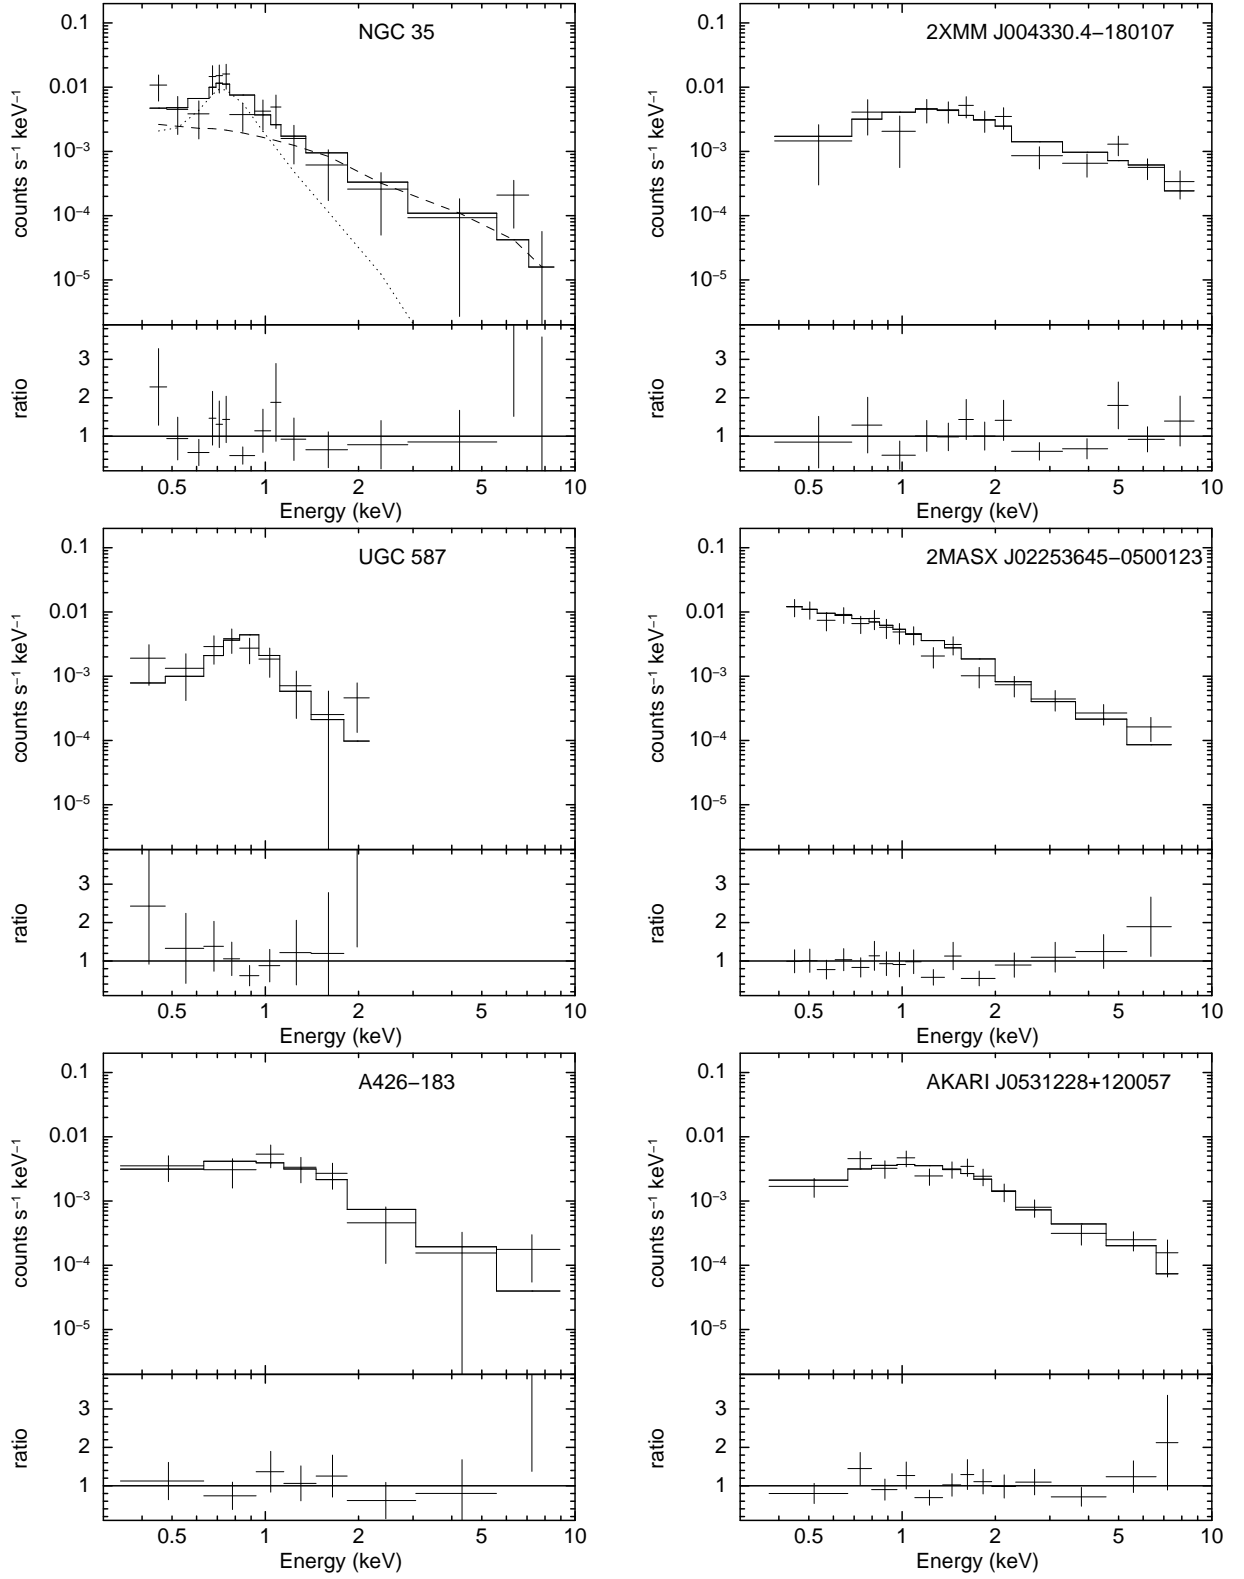 NGC 35
0.1
0.01
10⁻³
10⁻⁴
10⁻⁵
counts s⁻¹ keV⁻¹
3
2
1
ratio
0.5 1 2 5 10
Energy (keV)
2XMM J004330.4−180107
0.1
0.01
10⁻³
10⁻⁴
10⁻⁵
counts s⁻¹ keV⁻¹
3
2
1
ratio
0.5 1 2 5 10
Energy (keV)
UGC 587
0.1
0.01
10⁻³
10⁻⁴
10⁻⁵
counts s⁻¹ keV⁻¹
3
2
1
ratio
0.5 1 2 5 10
Energy (keV)
2MASX J02253645−0500123
0.1
0.01
10⁻³
10⁻⁴
10⁻⁵
counts s⁻¹ keV⁻¹
3
2
1
ratio
0.5 1 2 5 10
Energy (keV)
A426−183
0.1
0.01
10⁻³
10⁻⁴
10⁻⁵
counts s⁻¹ keV⁻¹
3
2
1
ratio
0.5 1 2 5 10
Energy (keV)
AKARI J0531228+120057
0.1
0.01
10⁻³
10⁻⁴
10⁻⁵
counts s⁻¹ keV⁻¹
3
2
1
ratio
0.5 1 2 5 10
Energy (keV)